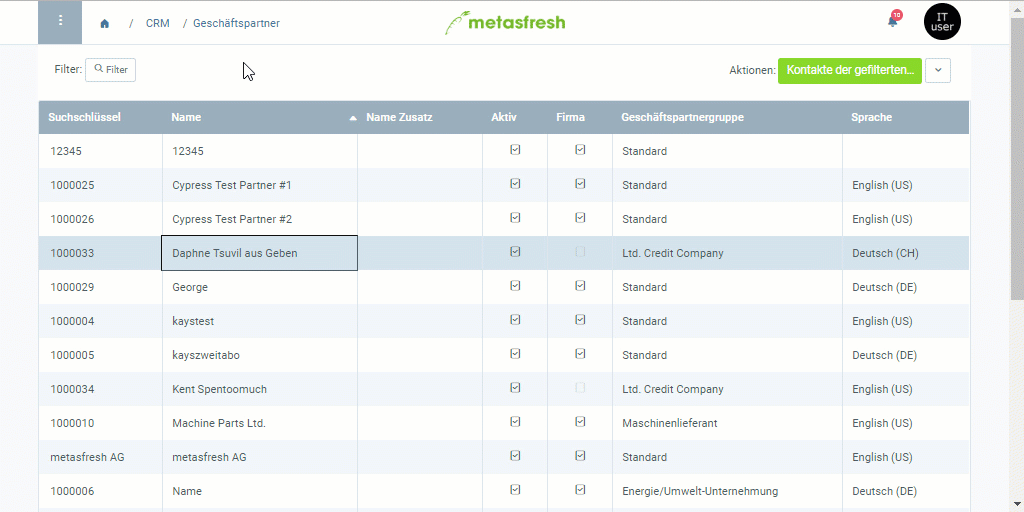 / CRM / Geschäftspartner metasfresh 10 IT user
Filter: Filter Aktionen: Kontakte der gefilterten...
Suchschlüssel Name Name Zusatz Aktiv Firma Geschäftspartnergruppe Sprache
12345 12345 Standard
1000025 Cypress Test Partner #1 Standard English (US)
1000026 Cypress Test Partner #2 Standard English (US)
1000033 Daphne Tsuvil aus Geben Ltd. Credit Company Deutsch (CH)
1000029 George Standard Deutsch (DE)
1000004 kaystest Standard English (US)
1000005 kayszweitabo Standard Deutsch (DE)
1000034 Kent Spentoomuch Ltd. Credit Company English (US)
1000010 Machine Parts Ltd. Maschinenlieferant English (US)
metasfresh AG metasfresh AG Standard English (US)
1000006 Name Energie/Umwelt-Unternehmung Deutsch (DE)